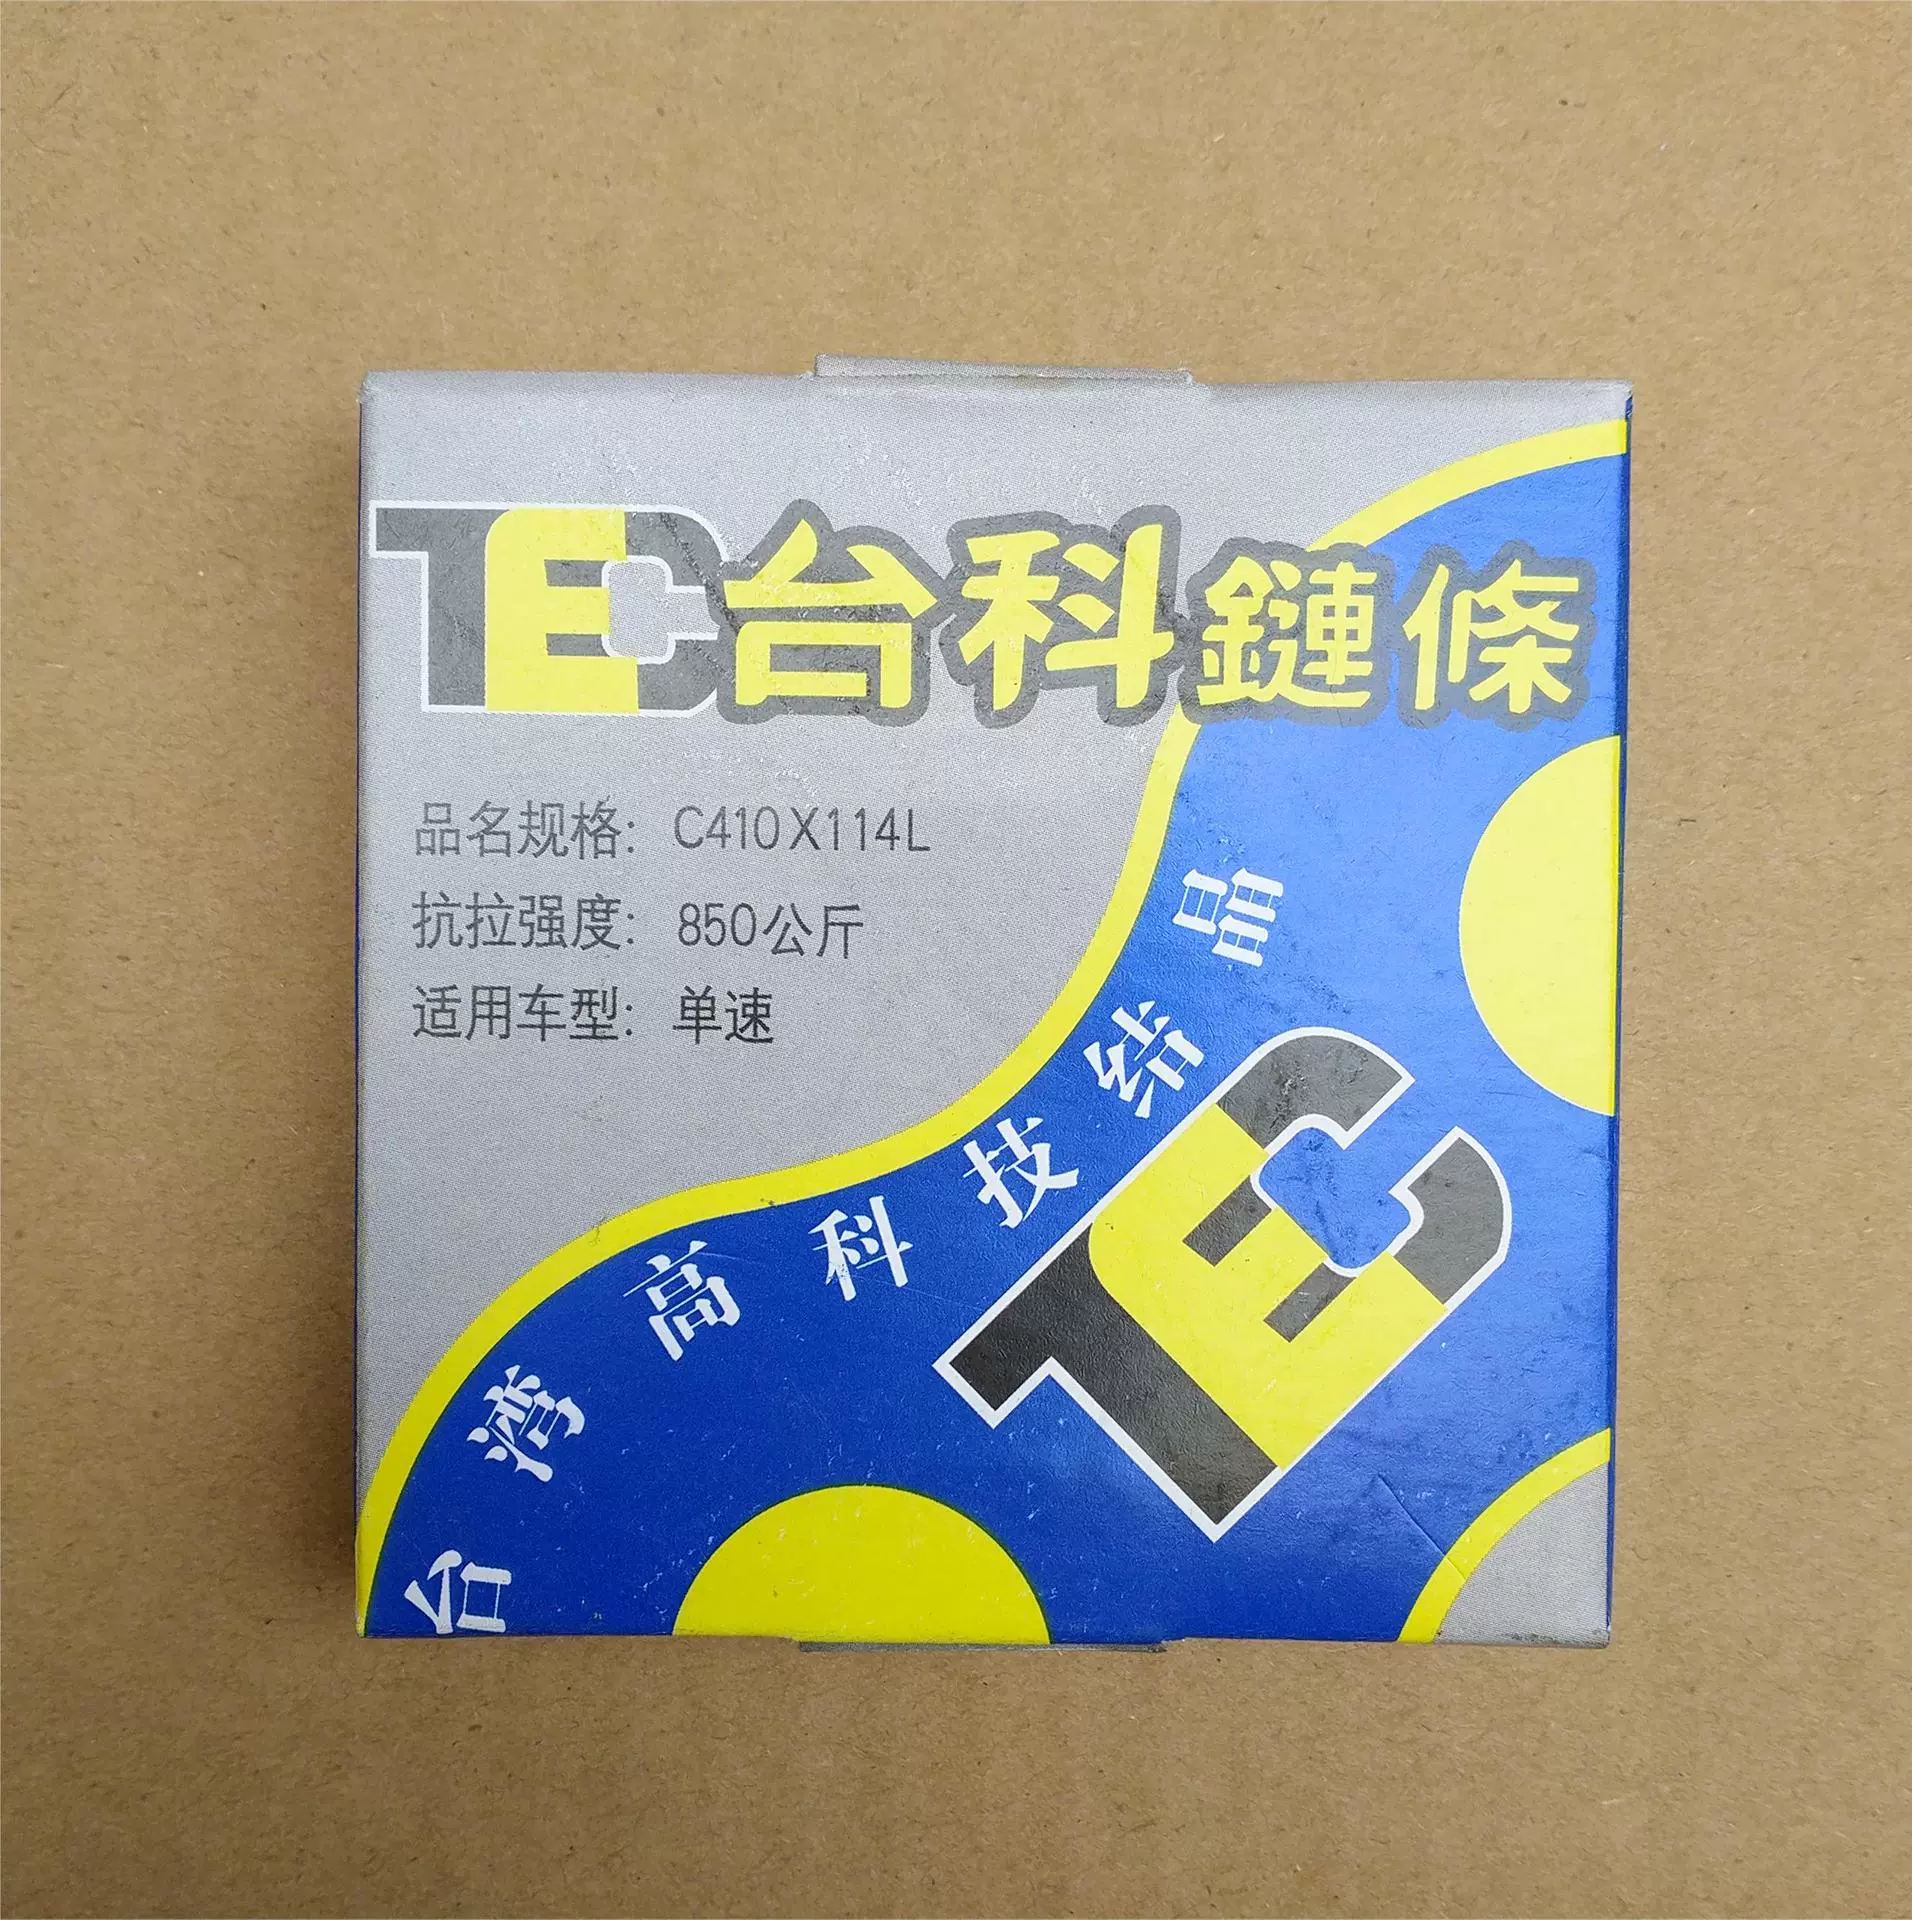 TEC台科鏈條
品名规格: C410X114L
抗拉强度: 850公斤
适用车型: 单速
台湾高科技结品
TEC